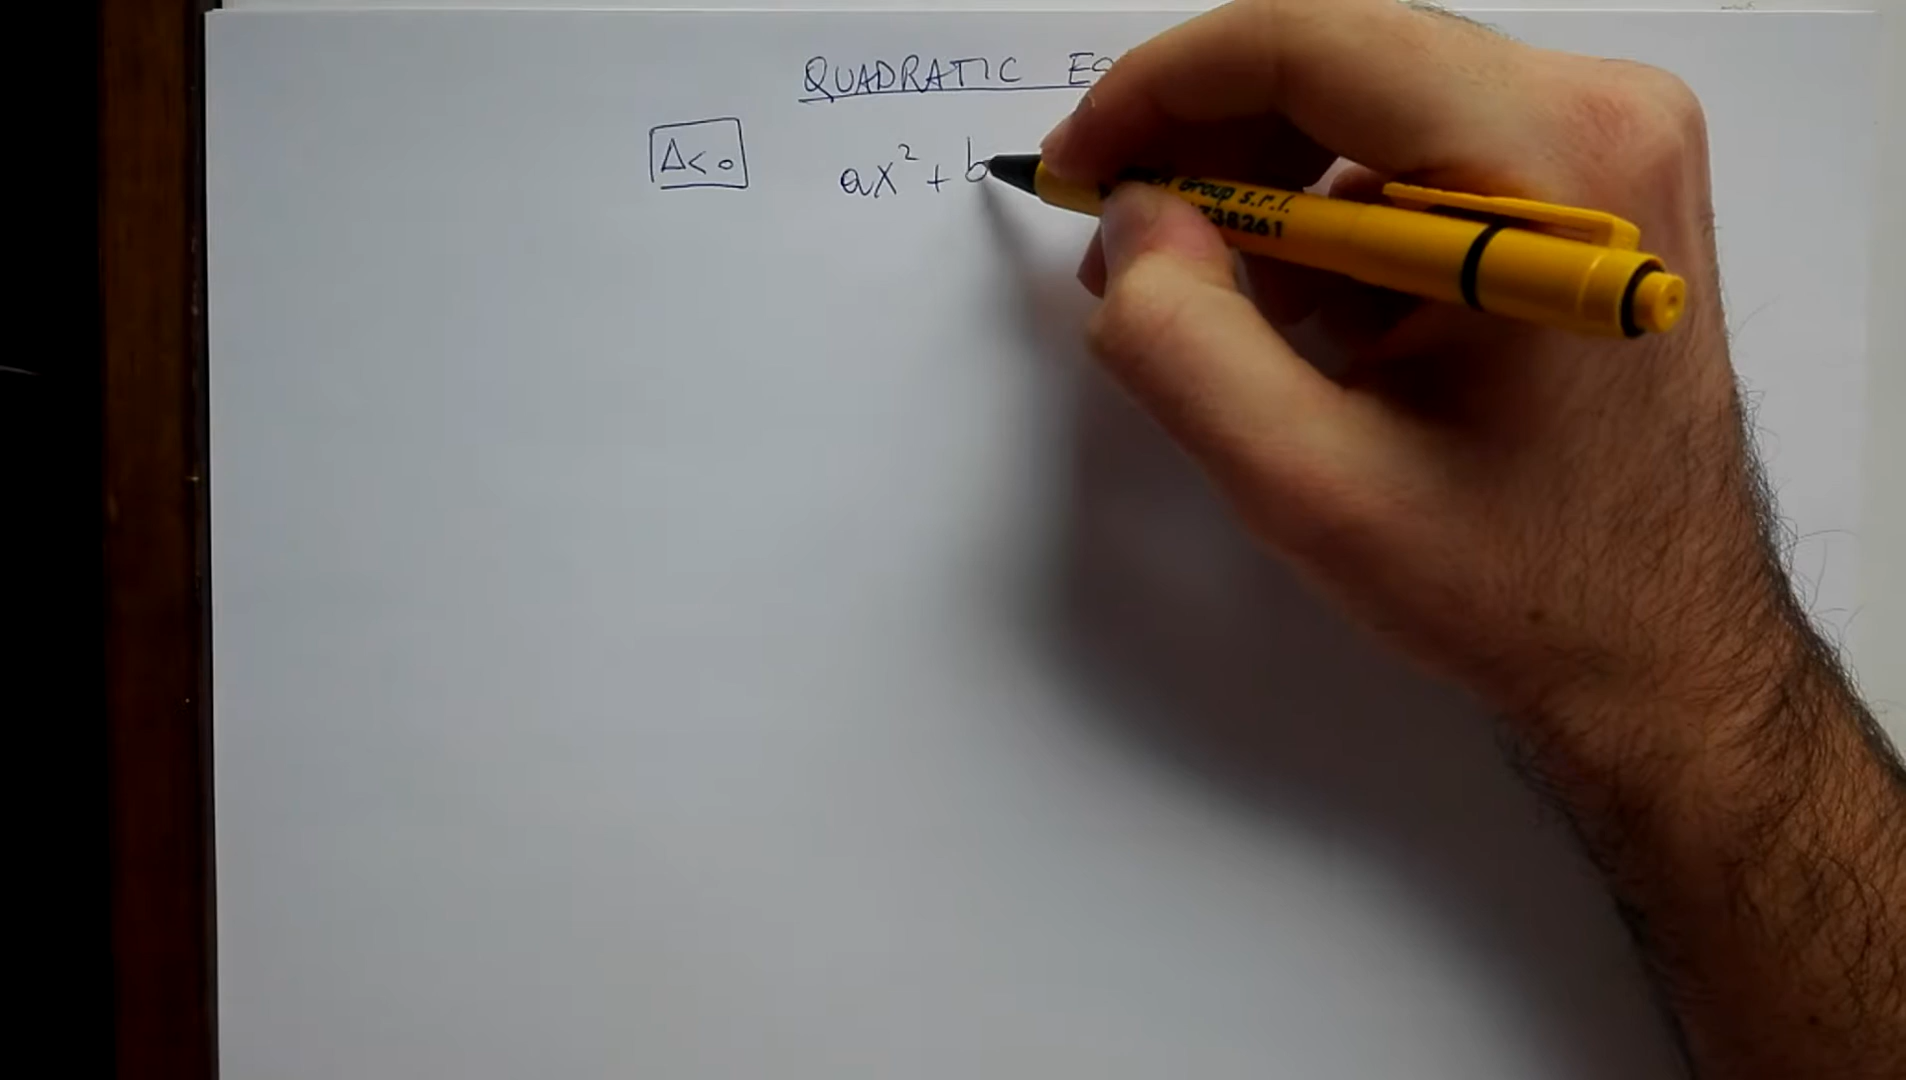 QUADRATIC
Δ<0 ax² + b
Group s.r.l.
738261